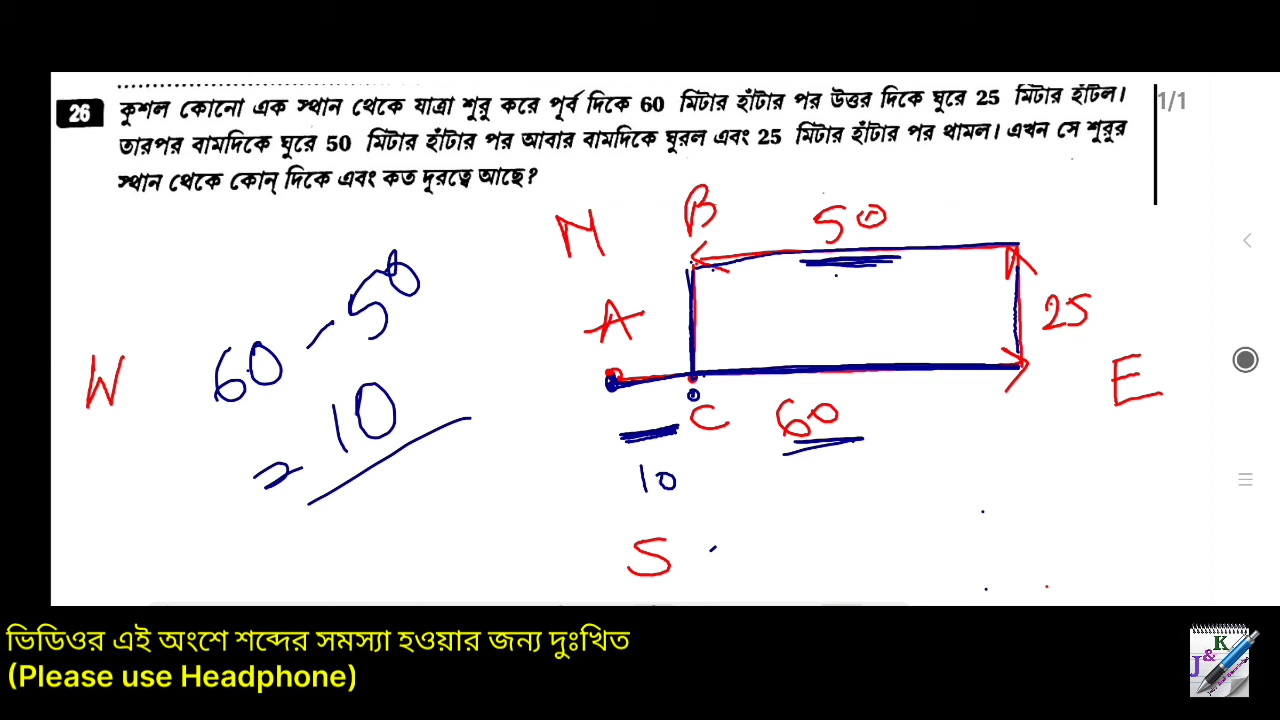 26 কুশল কোনো এক স্থান থেকে যাত্রা শুরু করে পূর্ব দিকে 60 মিটার হাঁটার পর উত্তর দিকে ঘুরে 25 মিটার হাঁটল।
1/1
তারপর বামদিকে ঘুরে 50 মিটার হাঁটার পর আবার বামদিকে ঘুরল এবং 25 মিটার হাঁটার পর থামল। এখন সে শুরুর
স্থান থেকে কোন্ দিকে এবং কত দূরত্বে আছে?
N
B
50
60 - 50
A
25
W
E
= 10
C
60
10
S
ভিডিওর এই অংশে শব্দের সমস্যা হওয়ার জন্য দুঃখিত
(Please use Headphone)
J & K